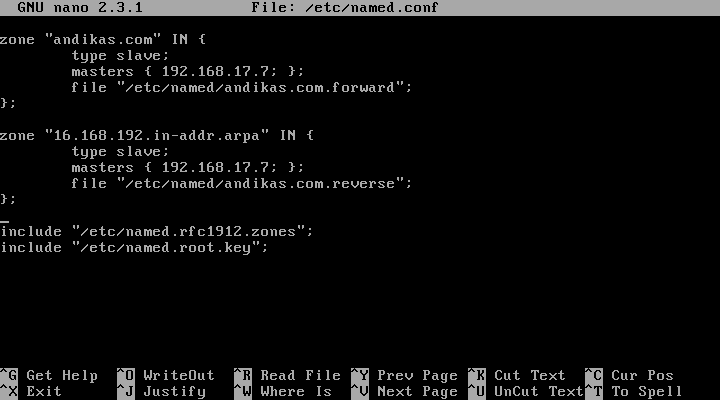 GNU nano 2.3.1 File: /etc/named.conf
zone "andikas.com" IN {
type slave;
masters { 192.168.17.7; };
file "/etc/named/andikas.com.forward";
};
zone "16.168.192.in-addr.arpa" IN {
type slave;
masters { 192.168.17.7; };
file "/etc/named/andikas.com.reverse";
};
include "/etc/named.rfc1912.zones";
include "/etc/named.root.key";
^G Get Help ^O WriteOut ^R Read File ^Y Prev Page ^K Cut Text ^C Cur Pos
^X Exit ^J Justify ^W Where Is ^V Next Page ^U UnCut Text ^T To Spell